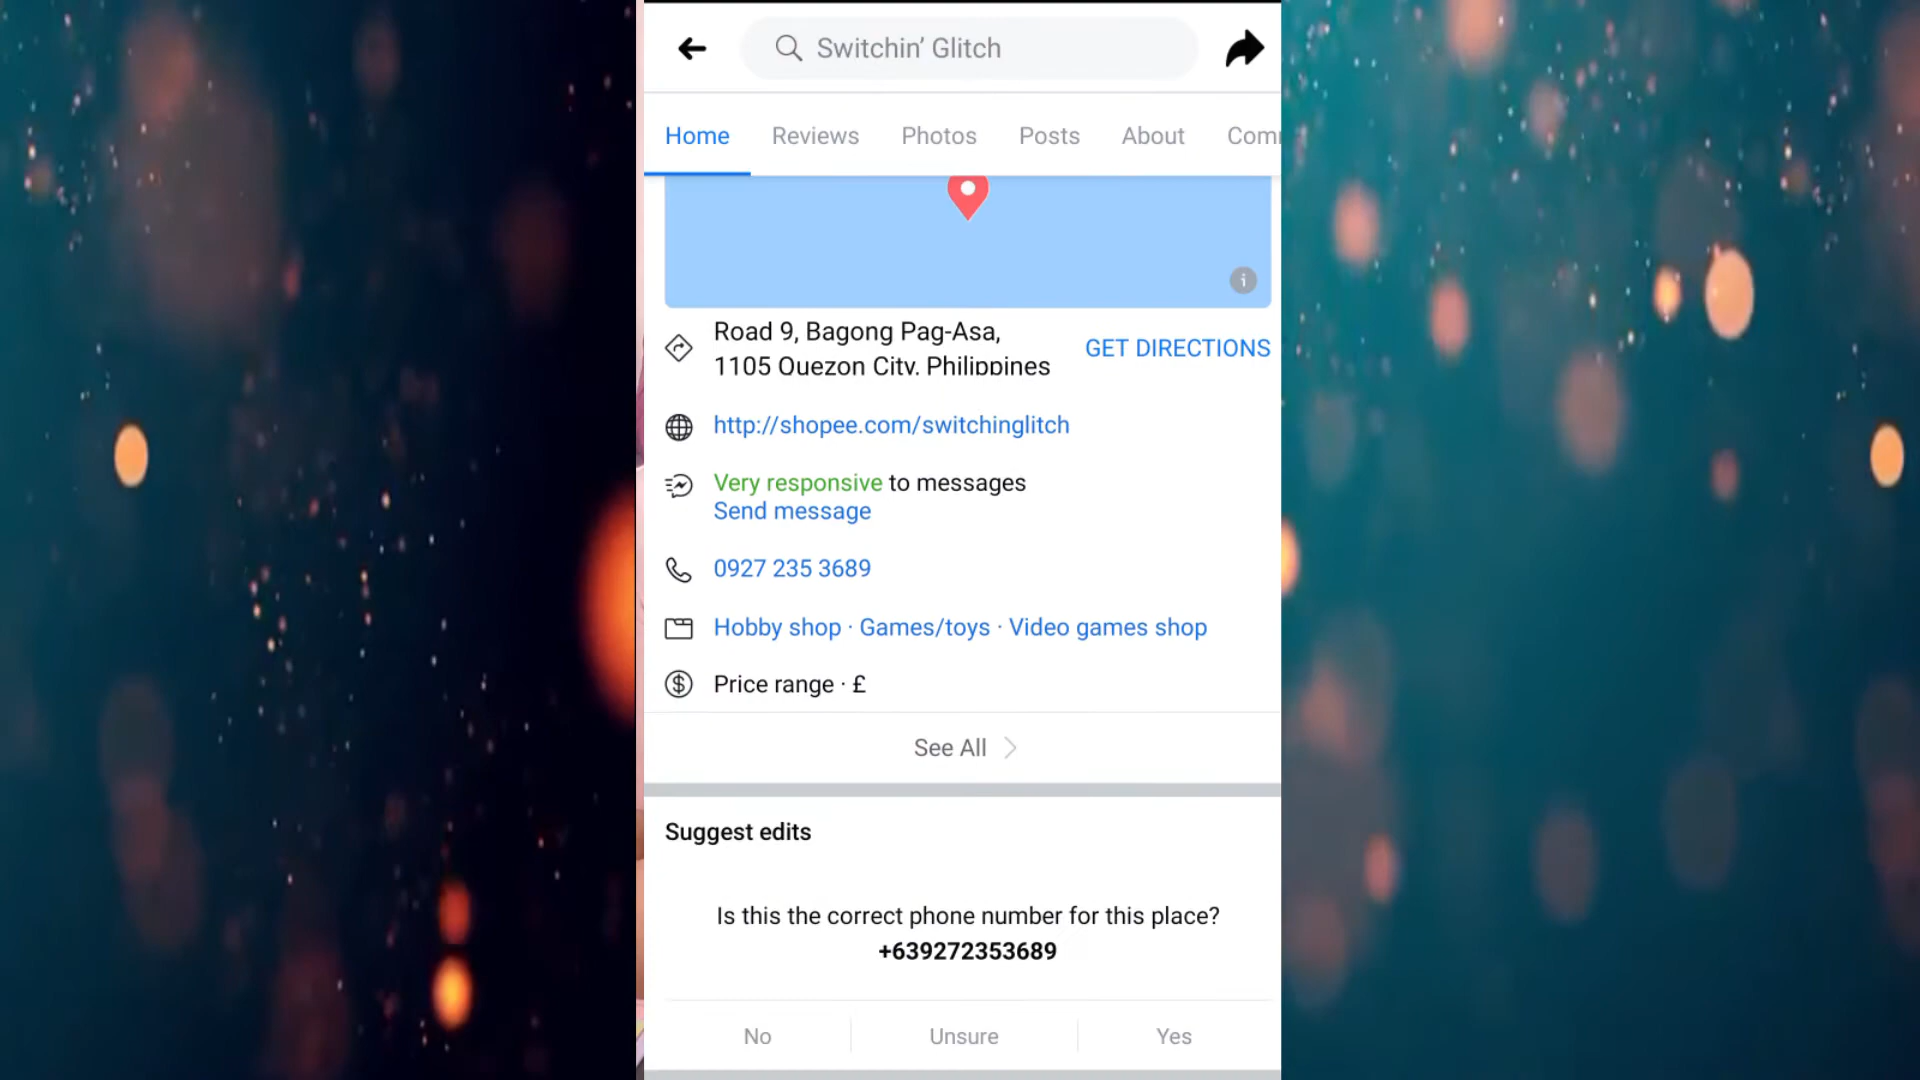 Switchin’ Glitch
Home Reviews Photos Posts About Com
Road 9, Bagong Pag-Asa,
1105 Quezon City, Philippines
GET DIRECTIONS
http://shopee.com/switchinglitch
Very responsive to messages
Send message
0927 235 3689
Hobby shop · Games/toys · Video games shop
Price range · £
See All
Suggest edits
Is this the correct phone number for this place?
+639272353689
No Unsure Yes